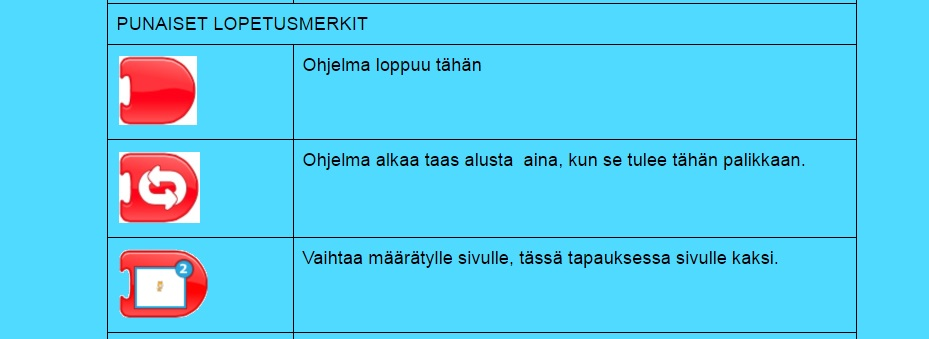 PUNAISET LOPETUSMERKIT
Ohjelma loppuu tähän
Ohjelma alkaa taas alusta  aina, kun se tulee tähän palikkaan.
2
Vaihtaa määrätylle sivulle, tässä tapauksessa sivulle kaksi.